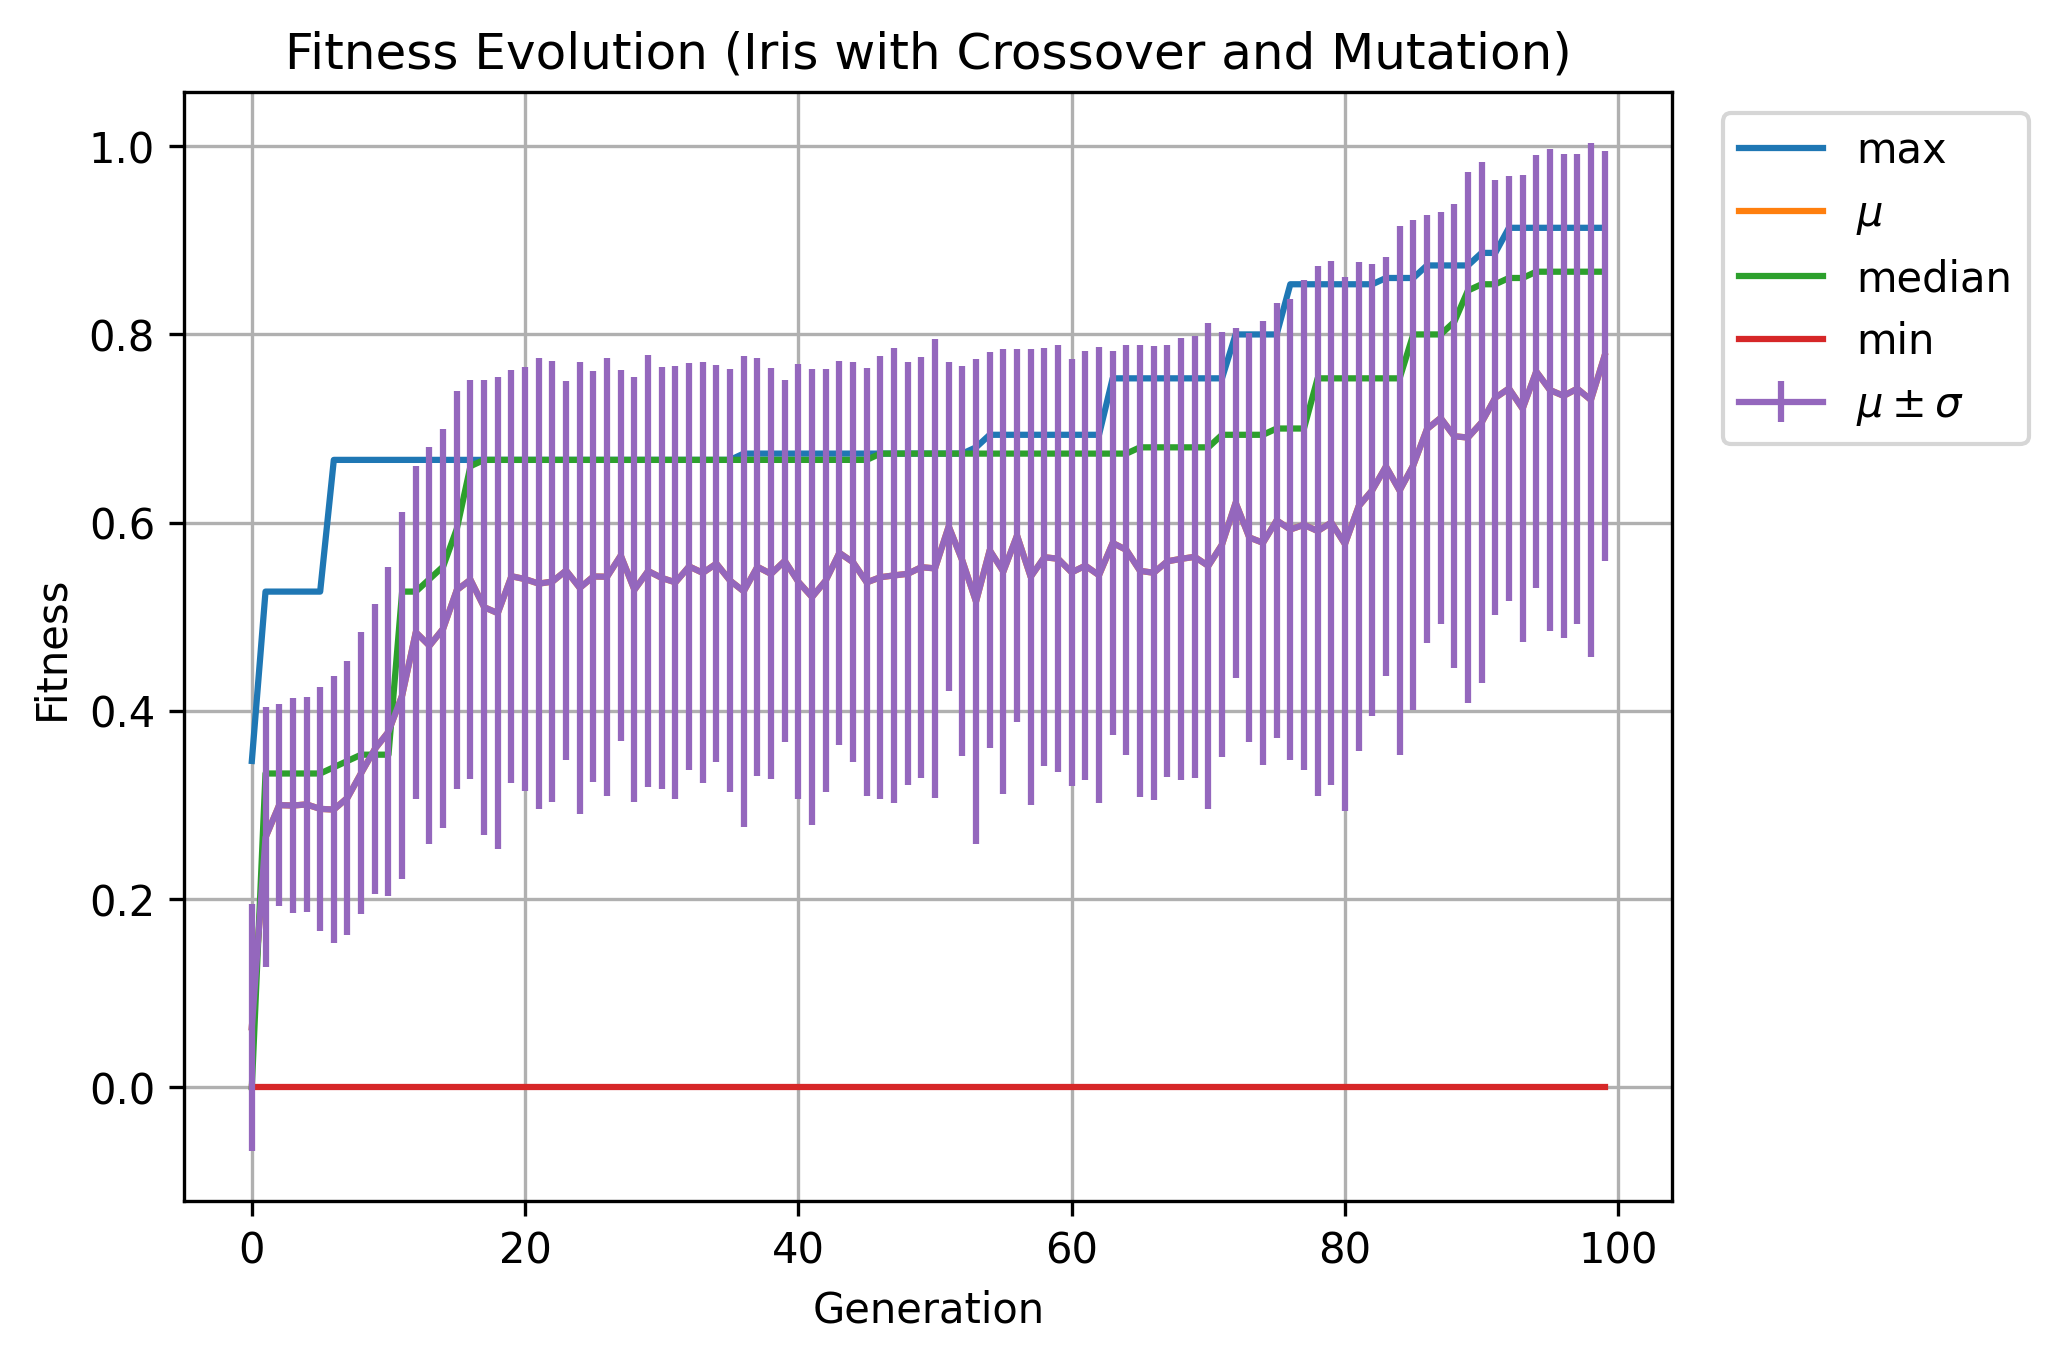 Fitness Evolution (Iris with Crossover and Mutation)
1.0
0.8
0.6
0.4
0.2
0.0
Fitness
0 20 40 60 80 100
Generation
max
μ
median
min
μ ± σ